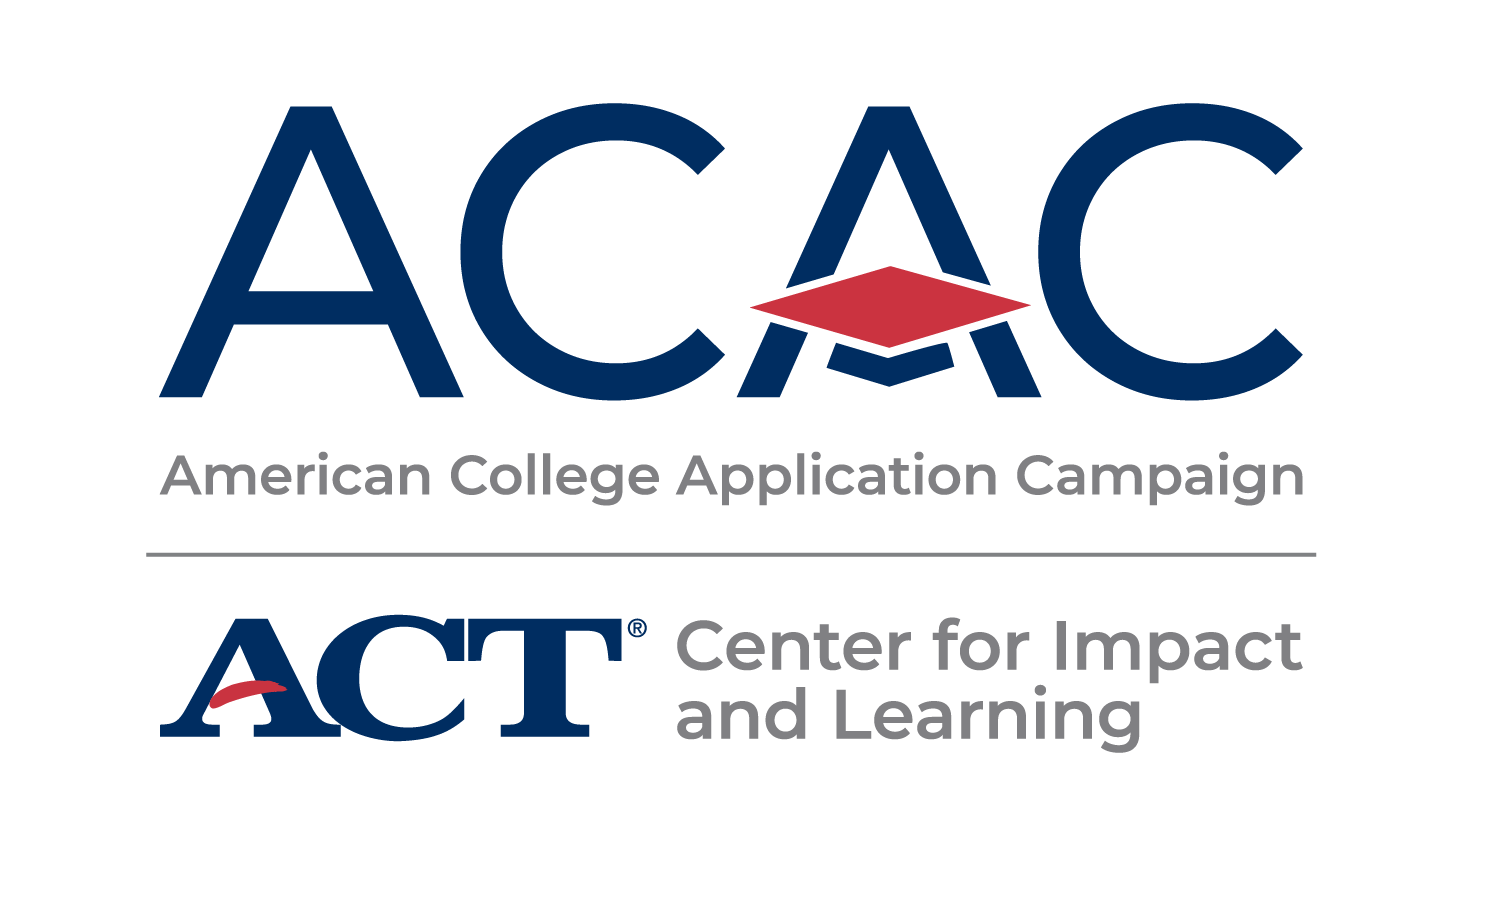 ACAC
American College Application Campaign
ACT® Center for Impact
and Learning